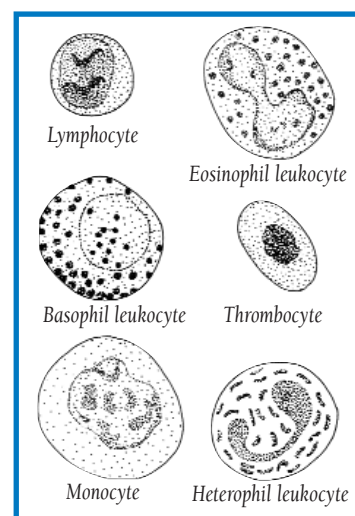 Lymphocyte
Eosinophil leukocyte
Basophil leukocyte
Thrombocyte
Monocyte
Heterophil leukocyte